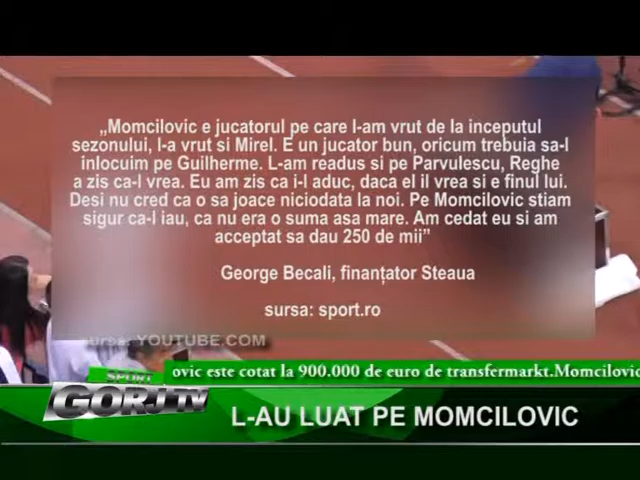 „Momcilovic e jucatorul pe care l-am vrut de la inceputul
sezonului, l-a vrut si Mirel. E un jucator bun, oricum trebuia sa-l
inlocuim pe Guilherme. L-am readus si pe Parvulescu, Reghe
a zis ca-l vrea. Eu am zis ca i-l aduc, daca el il vrea si e finul lui.
Desi nu cred ca o sa joace niciodata la noi. Pe Momcilovic stiam
sigur ca-l iau, ca nu era o suma asa mare. Am cedat eu si am
acceptat sa dau 250 de mii”
George Becali, finanțator Steaua
sursa: sport.ro
sursa: YOUTUBE.COM
ovic este cotat la 900.000 de euro de transfermarkt.Momcilovic
SPORT
GORJ TV
L-AU LUAT PE MOMCILOVIC